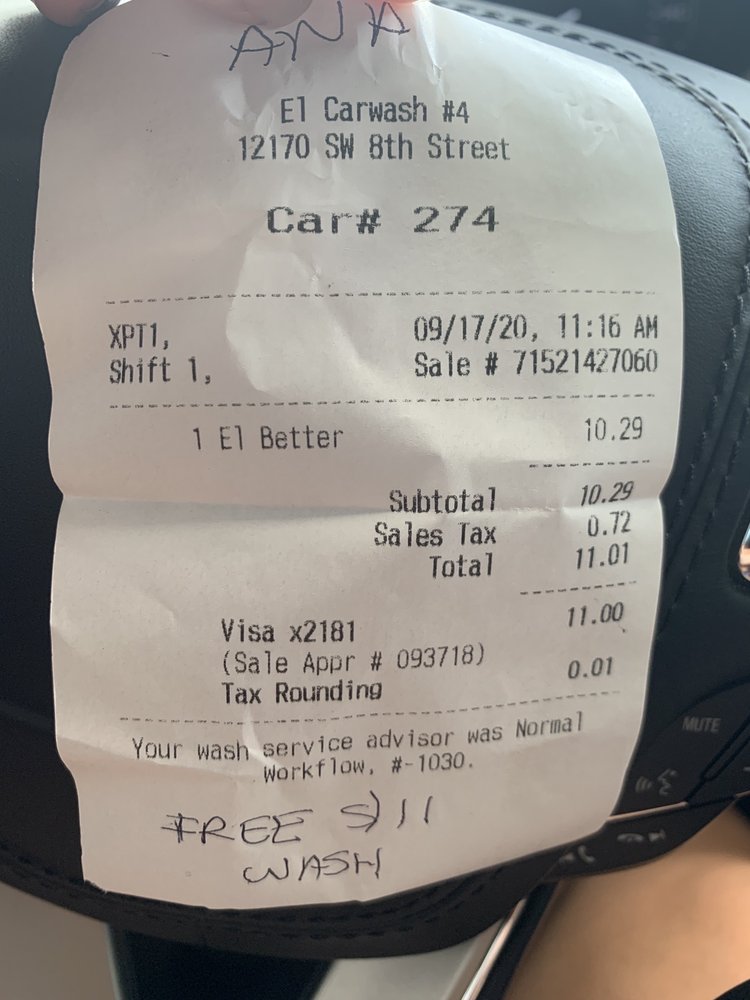 ANA
El Carwash #4
12170 SW 8th Street
Car# 274
XPT1, 09/17/20, 11:16 AM
Shift 1, Sale # 71521427060
1 El Better 10.29
Subtotal 10.29
Sales Tax 0.72
Total 11.01
Visa x2181 11.00
(Sale Appr # 093718)
Tax Rounding 0.01
Your wash service advisor was Normal
Workflow, #-1030.
FREE $11
WASH
MUTE